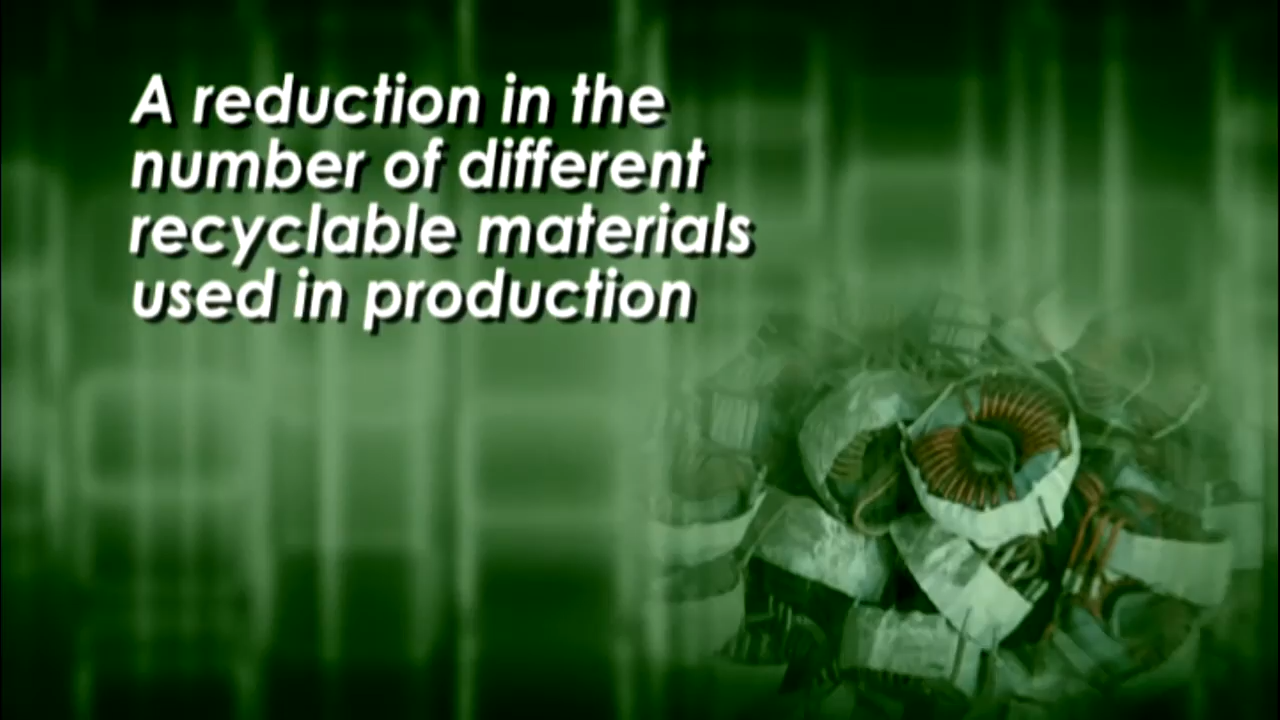 A reduction in the
number of different
recyclable materials
used in production